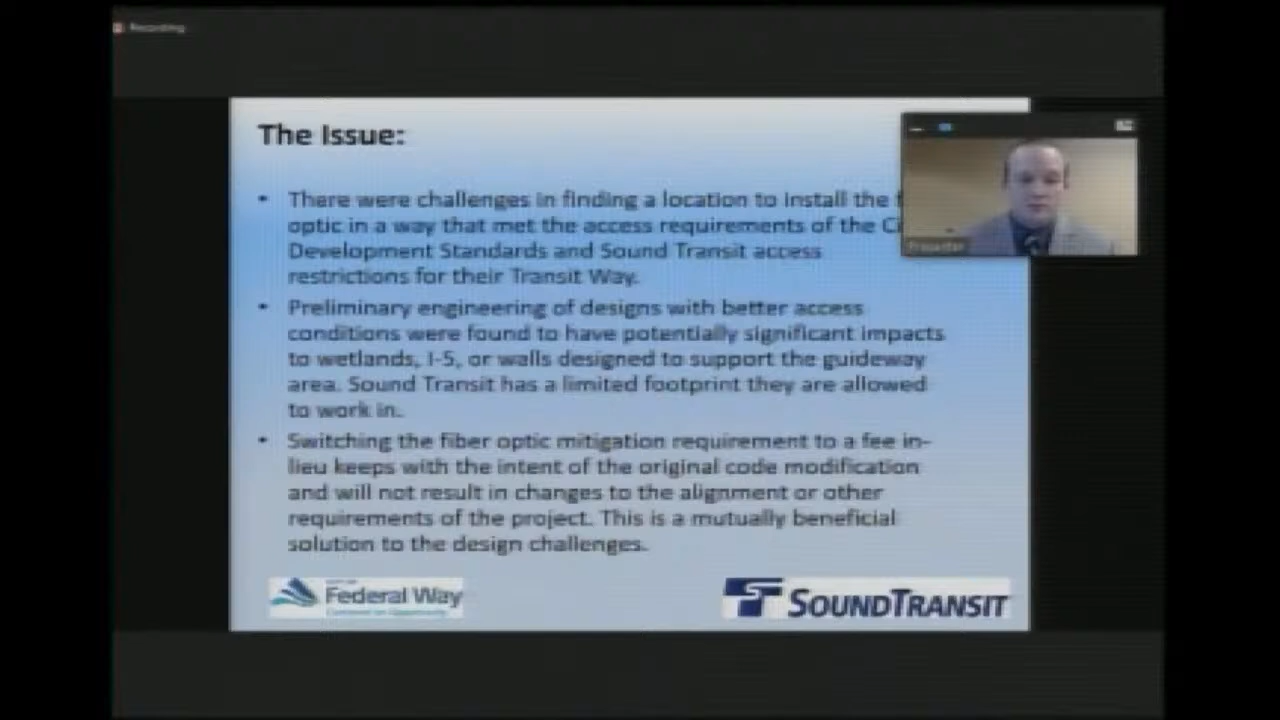 Recording
The Issue:
• There were challenges in finding a location to install the f
optic in a way that met the access requirements of the Ci
Development Standards and Sound Transit access
restrictions for their Transit Way.
• Preliminary engineering of designs with better access
conditions were found to have potentially significant impacts
to wetlands, I-5, or walls designed to support the guideway
area. Sound Transit has a limited footprint they are allowed
to work in.
• Switching the fiber optic mitigation requirement to a fee in-
lieu keeps with the intent of the original code modification
and will not result in changes to the alignment or other
requirements of the project. This is a mutually beneficial
solution to the design challenges.
Presenter
CITY OF
Federal Way
SOUNDTRANSIT